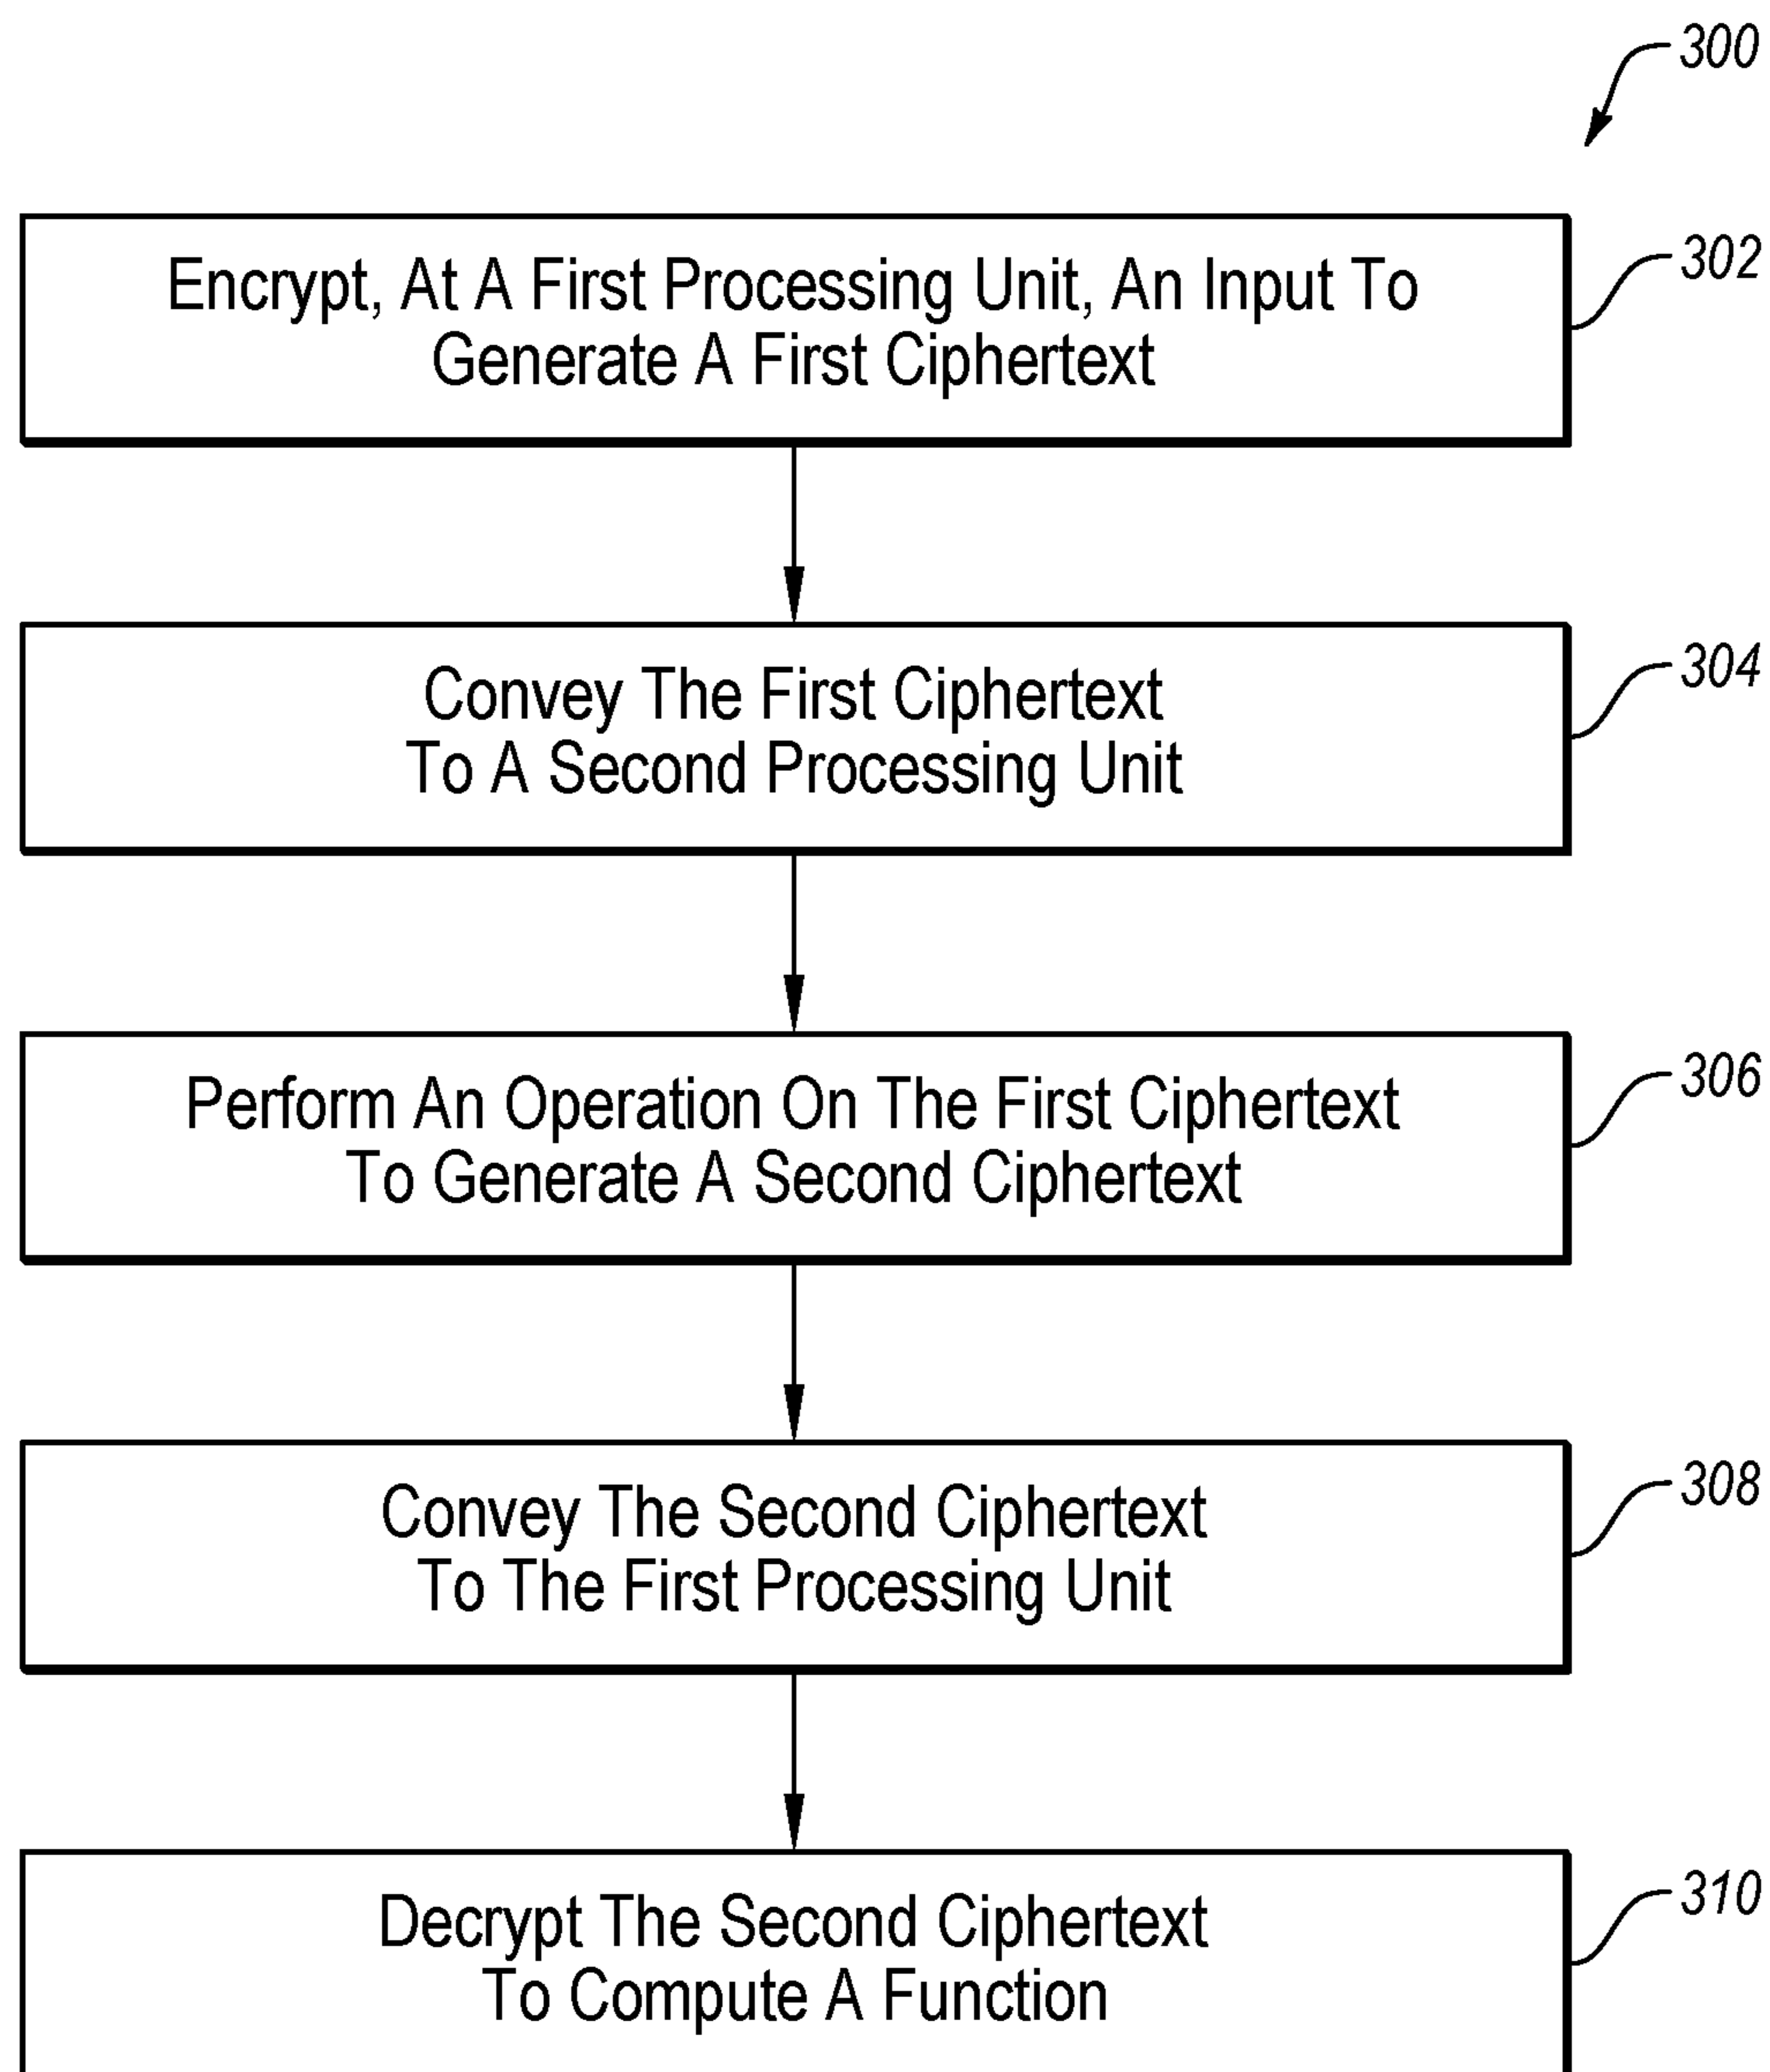 300
Encrypt, At A First Processing Unit, An Input To
Generate A First Ciphertext
302
Convey The First Ciphertext
To A Second Processing Unit
304
Perform An Operation On The First Ciphertext
To Generate A Second Ciphertext
306
Convey The Second Ciphertext
To The First Processing Unit
308
Decrypt The Second Ciphertext
To Compute A Function
310